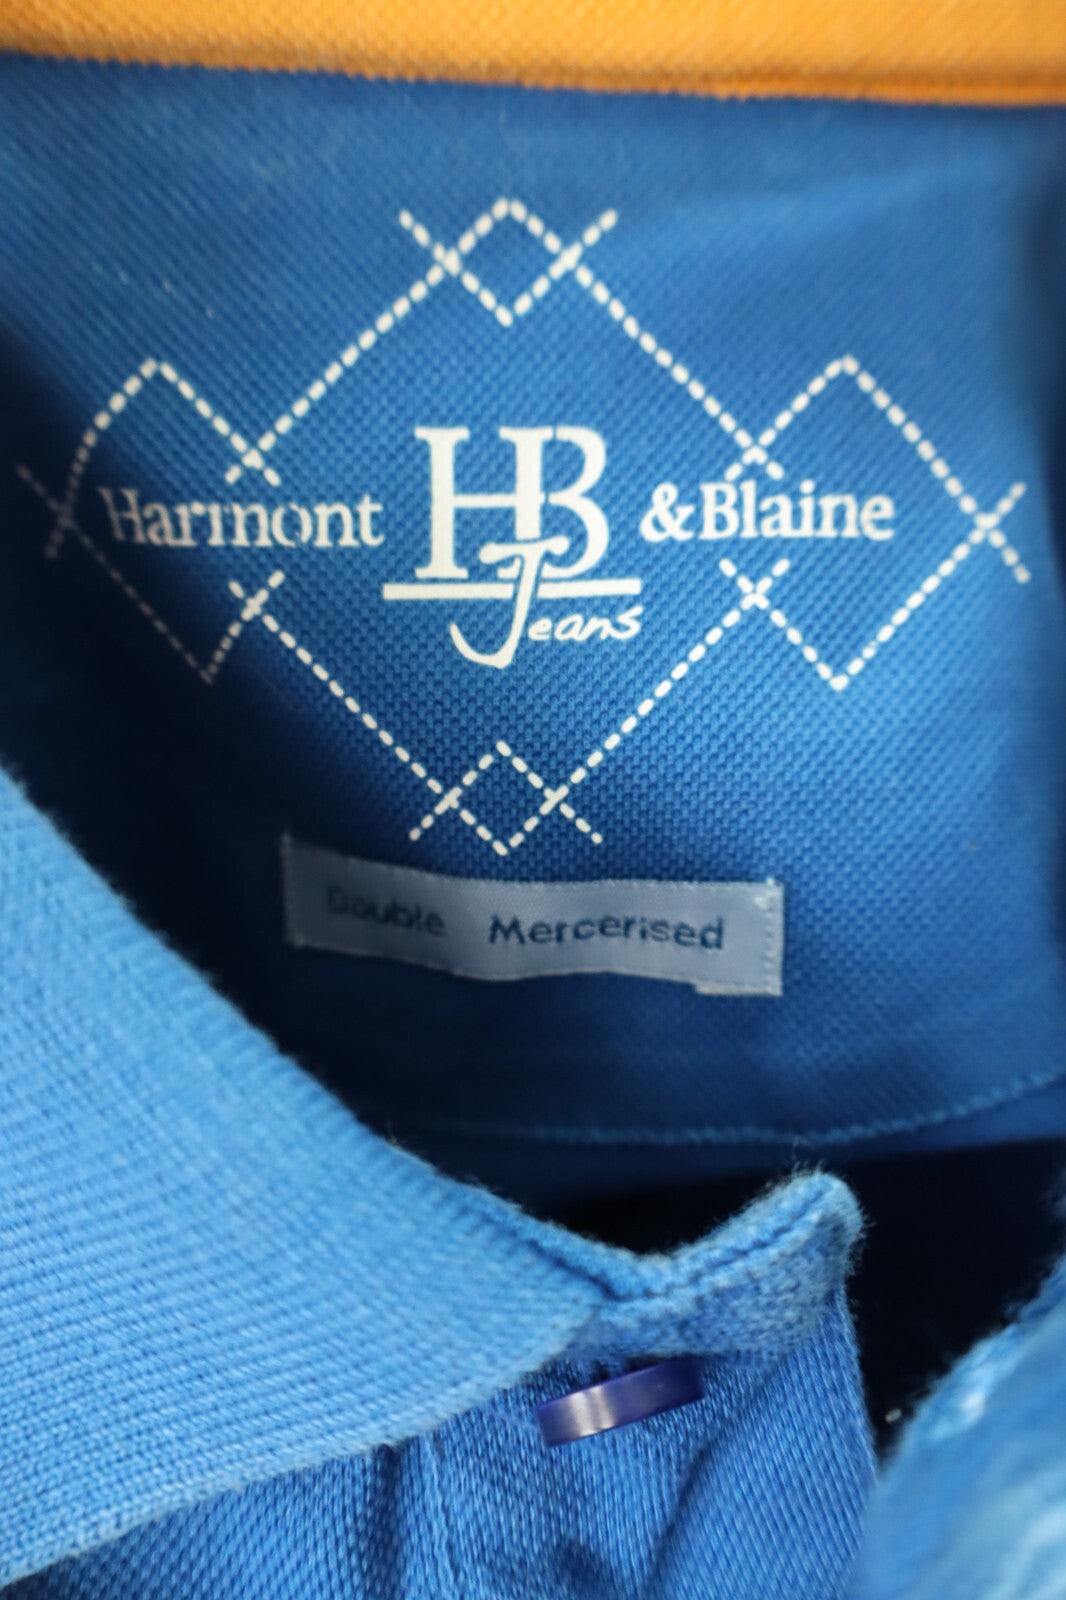 Harmont HB & Blaine
Jeans
Double Mercerised